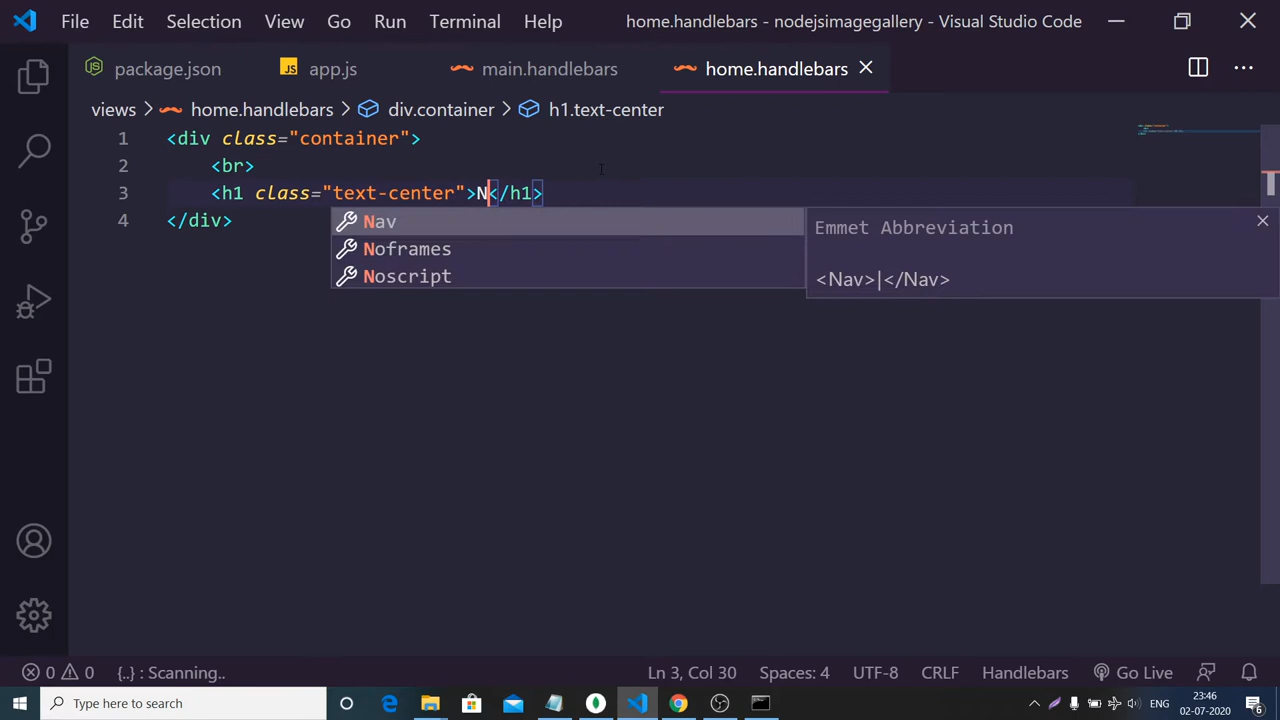 File Edit Selection View Go Run Terminal Help home.handlebars - nodejsimagegallery - Visual Studio Code
package.json JS app.js main.handlebars home.handlebars
views > home.handlebars > div.container > h1.text-center
1 <div class="container">
2 <br>
3 <h1 class="text-center">N</h1>
4 </div>
Nav
Noframes
Noscript
Emmet Abbreviation
<Nav>|</Nav>
0 0 {..} : Scanning.. Ln 3, Col 30 Spaces: 4 UTF-8 CRLF Handlebars Go Live
Type here to search ENG 23:46 02-07-2020 6